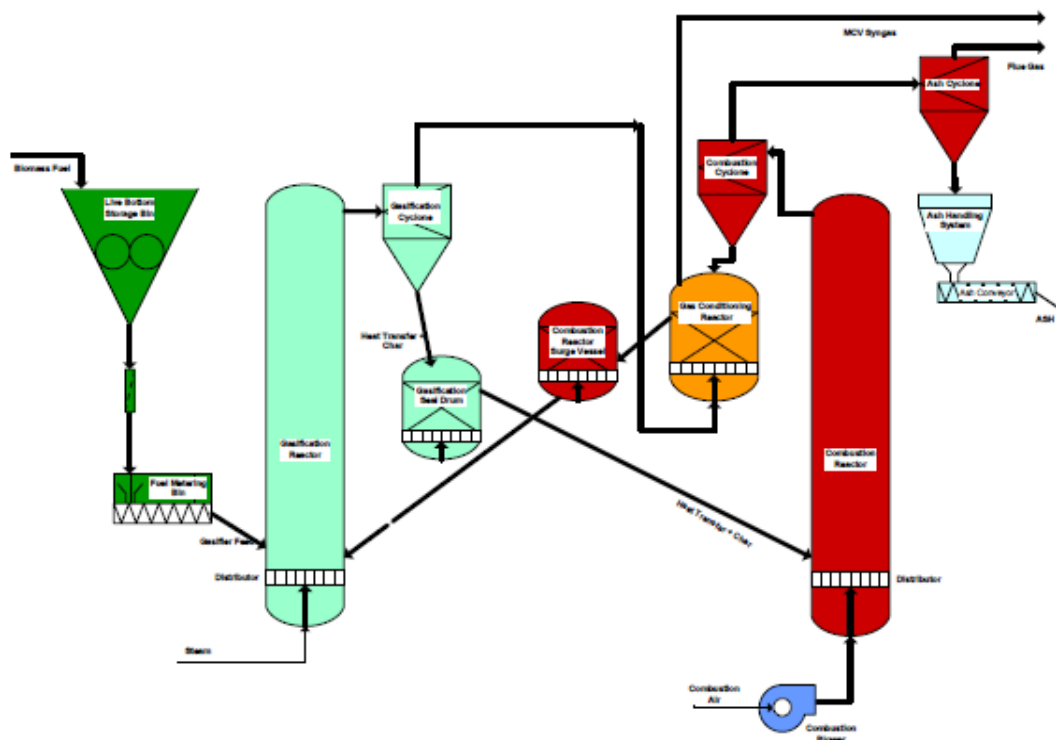 MCV Syngas
Flue Gas
Ash Cyclone
Biomass Fuel
Live Bottom
Storage Bin
Gasification
Cyclone
Combustion
Cyclone
Ash Handling
System
Ash Conveyor
ASH
Heat Transfer +
Char
Combustion
Reactor
Surge Vessel
Gas Conditioning
Reactor
Gasification
Seal Drum
Gasification
Reactor
Combustion
Reactor
Fuel Metering
Bin
Heat Transfer + Char
Gasifier Feed
Distributor
Distributor
Steam
Combustion
Air
Combustion
Blower